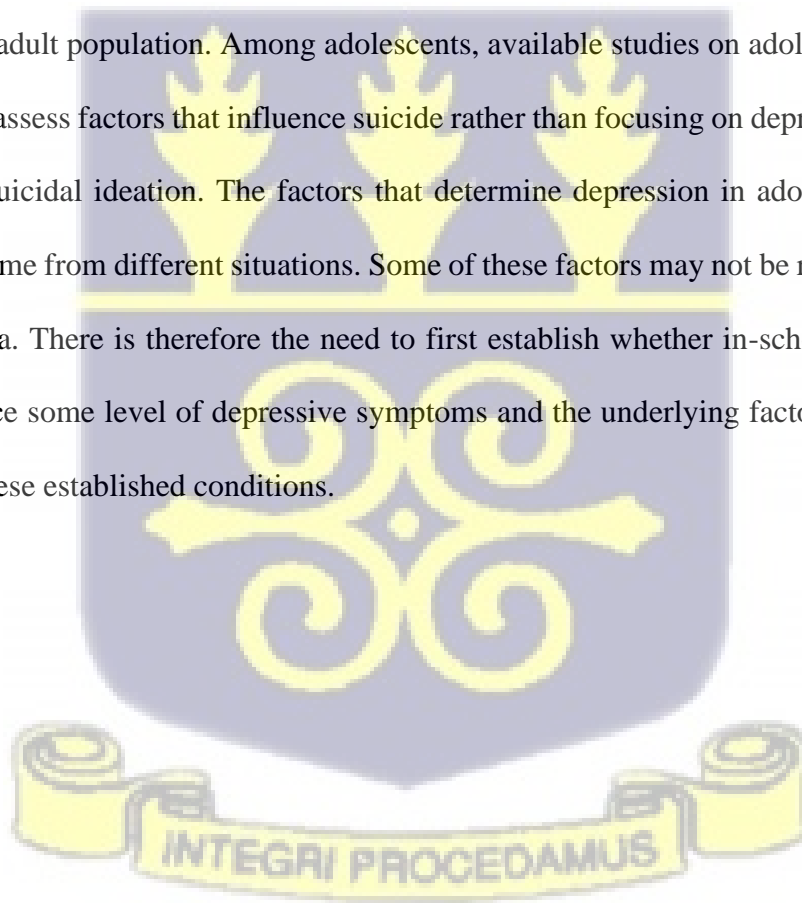 adult population. Among adolescents, available studies on adol
assess factors that influence suicide rather than focusing on depr
uicidal ideation. The factors that determine depression in ado
me from different situations. Some of these factors may not be r
a. There is therefore the need to first establish whether in-sch
ce some level of depressive symptoms and the underlying facto
ese established conditions.
INTEGRI PROCEDAMUS